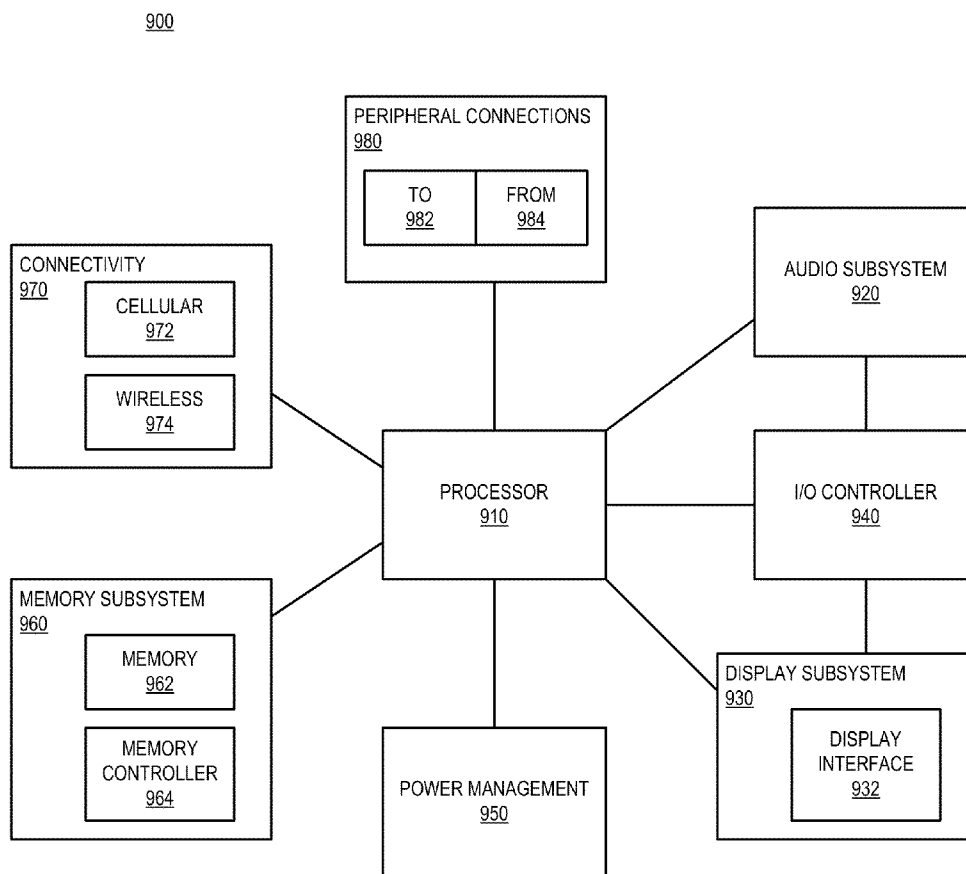 900
PERIPHERAL CONNECTIONS
980
TO
982
FROM
984
CONNECTIVITY
970
CELLULAR
972
WIRELESS
974
AUDIO SUBSYSTEM
920
PROCESSOR
910
I/O CONTROLLER
940
MEMORY SUBSYSTEM
960
MEMORY
962
MEMORY
CONTROLLER
964
POWER MANAGEMENT
950
DISPLAY SUBSYSTEM
930
DISPLAY
INTERFACE
932